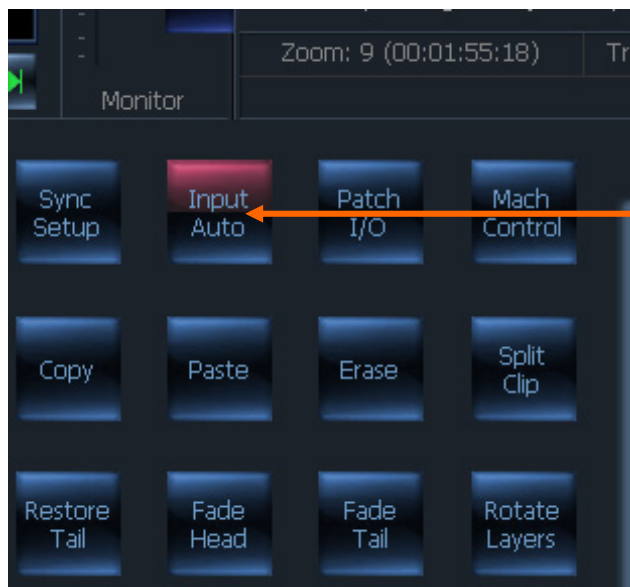 Zoom: 9 (00:01:55:18) Tr
Monitor
Sync Setup
Input Auto
Patch I/O
Mach Control
Copy
Paste
Erase
Split Clip
Restore Tail
Fade Head
Fade Tail
Rotate Layers